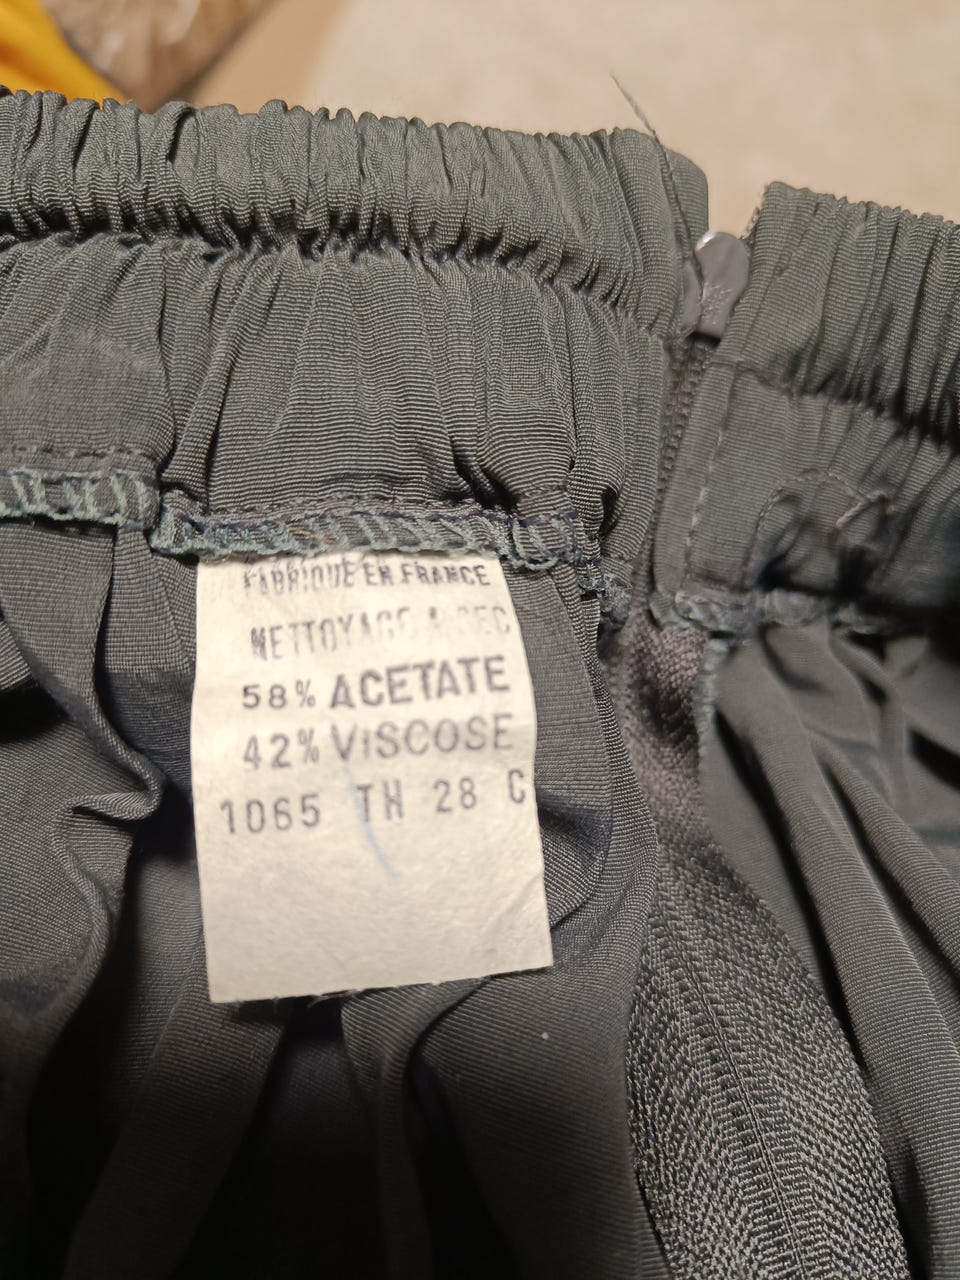 FABRIQUE EN FRANCE
NETTOYAGE A SEC
58% ACETATE
42% VISCOSE
1065 TH 28 C